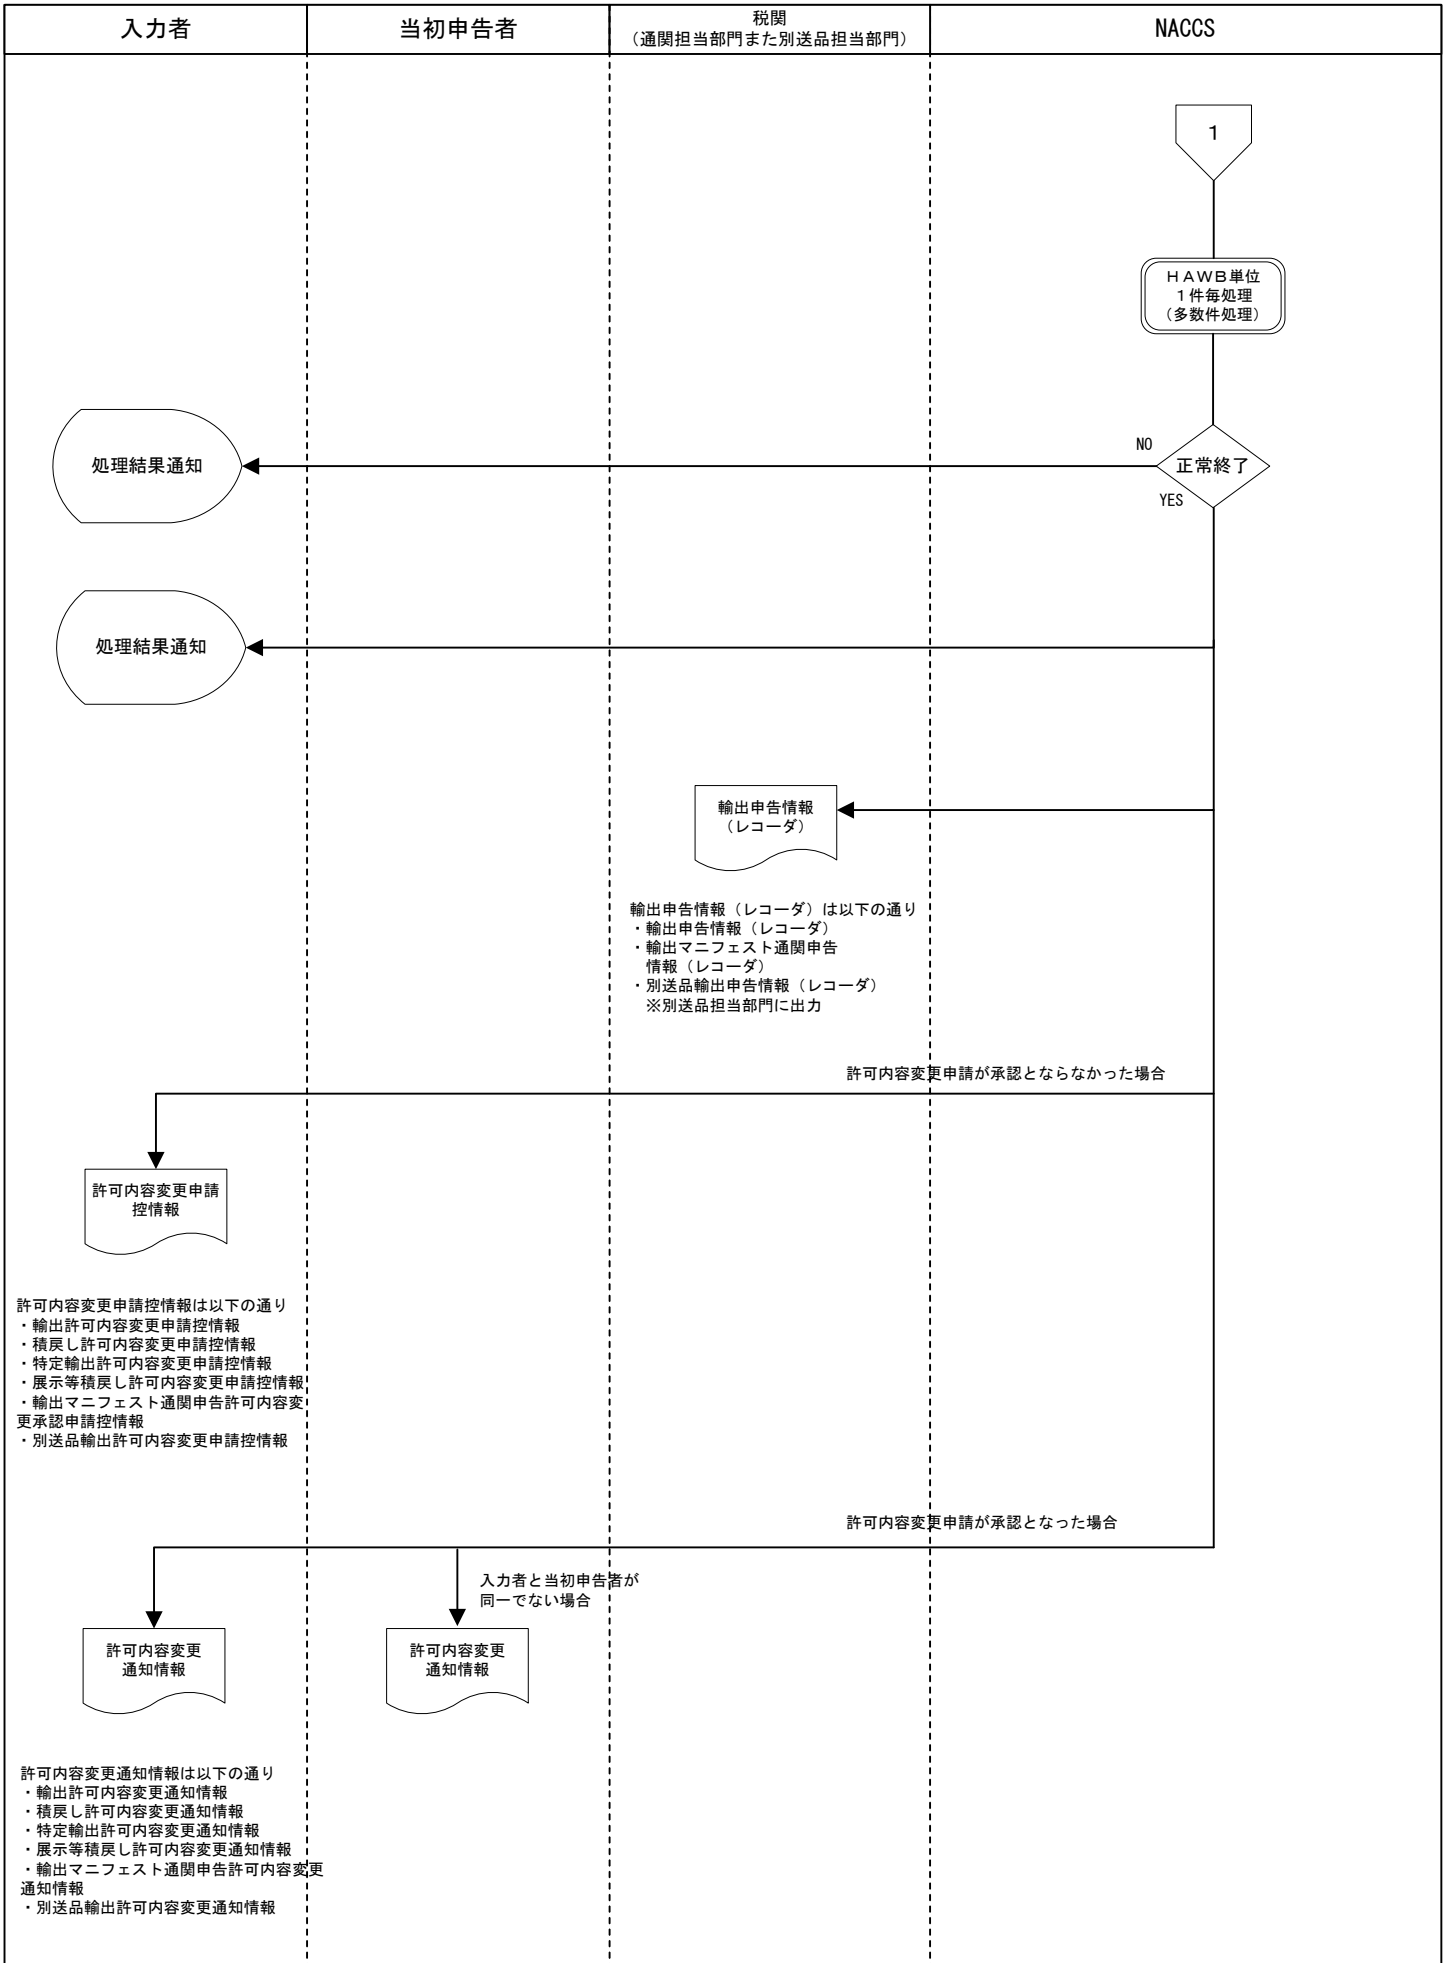 入力者
当初申告者
税関
（通関担当部門また別送品担当部門）
NACCS
1
ＨＡＷＢ単位
１件毎処理
（多数件処理）
NO
正常終了
YES
処理結果通知
処理結果通知
輸出申告情報
（レコーダ）
輸出申告情報（レコーダ）は以下の通り
・輸出申告情報（レコーダ）
・輸出マニフェスト通関申告
情報（レコーダ）
・別送品輸出申告情報（レコーダ）
※別送品担当部門に出力
許可内容変更申請が承認とならなかった場合
許可内容変更申請
控情報
許可内容変更申請控情報は以下の通り
・輸出許可内容変更申請控情報
・積戻し許可内容変更申請控情報
・特定輸出許可内容変更申請控情報
・展示等積戻し許可内容変更申請控情報
・輸出マニフェスト通関申告許可内容変
更承認申請控情報
・別送品輸出許可内容変更申請控情報
許可内容変更申請が承認となった場合
入力者と当初申告者が
同一でない場合
許可内容変更
通知情報
許可内容変更
通知情報
許可内容変更通知情報は以下の通り
・輸出許可内容変更通知情報
・積戻し許可内容変更通知情報
・特定輸出許可内容変更通知情報
・展示等積戻し許可内容変更通知情報
・輸出マニフェスト通関申告許可内容変更
通知情報
・別送品輸出許可内容変更通知情報